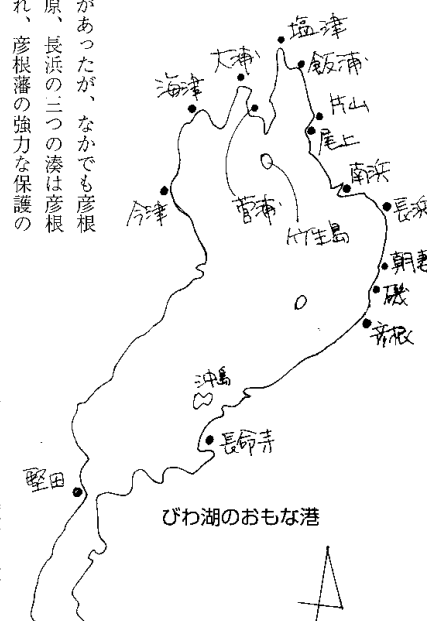 があったが、なかでも彦根
原、長浜の三つの湊は彦根
れ、彦根藩の強力な保護の
塩津
大浦
飯浦
海津
片山
尾上
菅浦
南浜
今津
竹生島
長浜
朝妻
磯
彦根
沖島
長命寺
堅田
びわ湖のおもな港